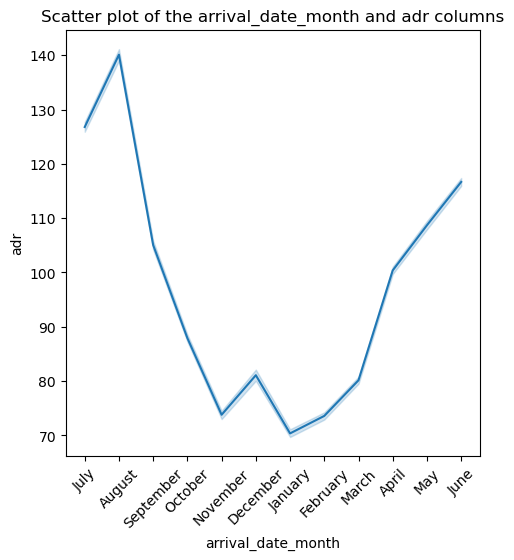 Scatter plot of the arrival_date_month and adr columns
140
130
120
110
100
90
80
70
adr
July
August
September
October
November
December
January
February
March
April
May
June
arrival_date_month